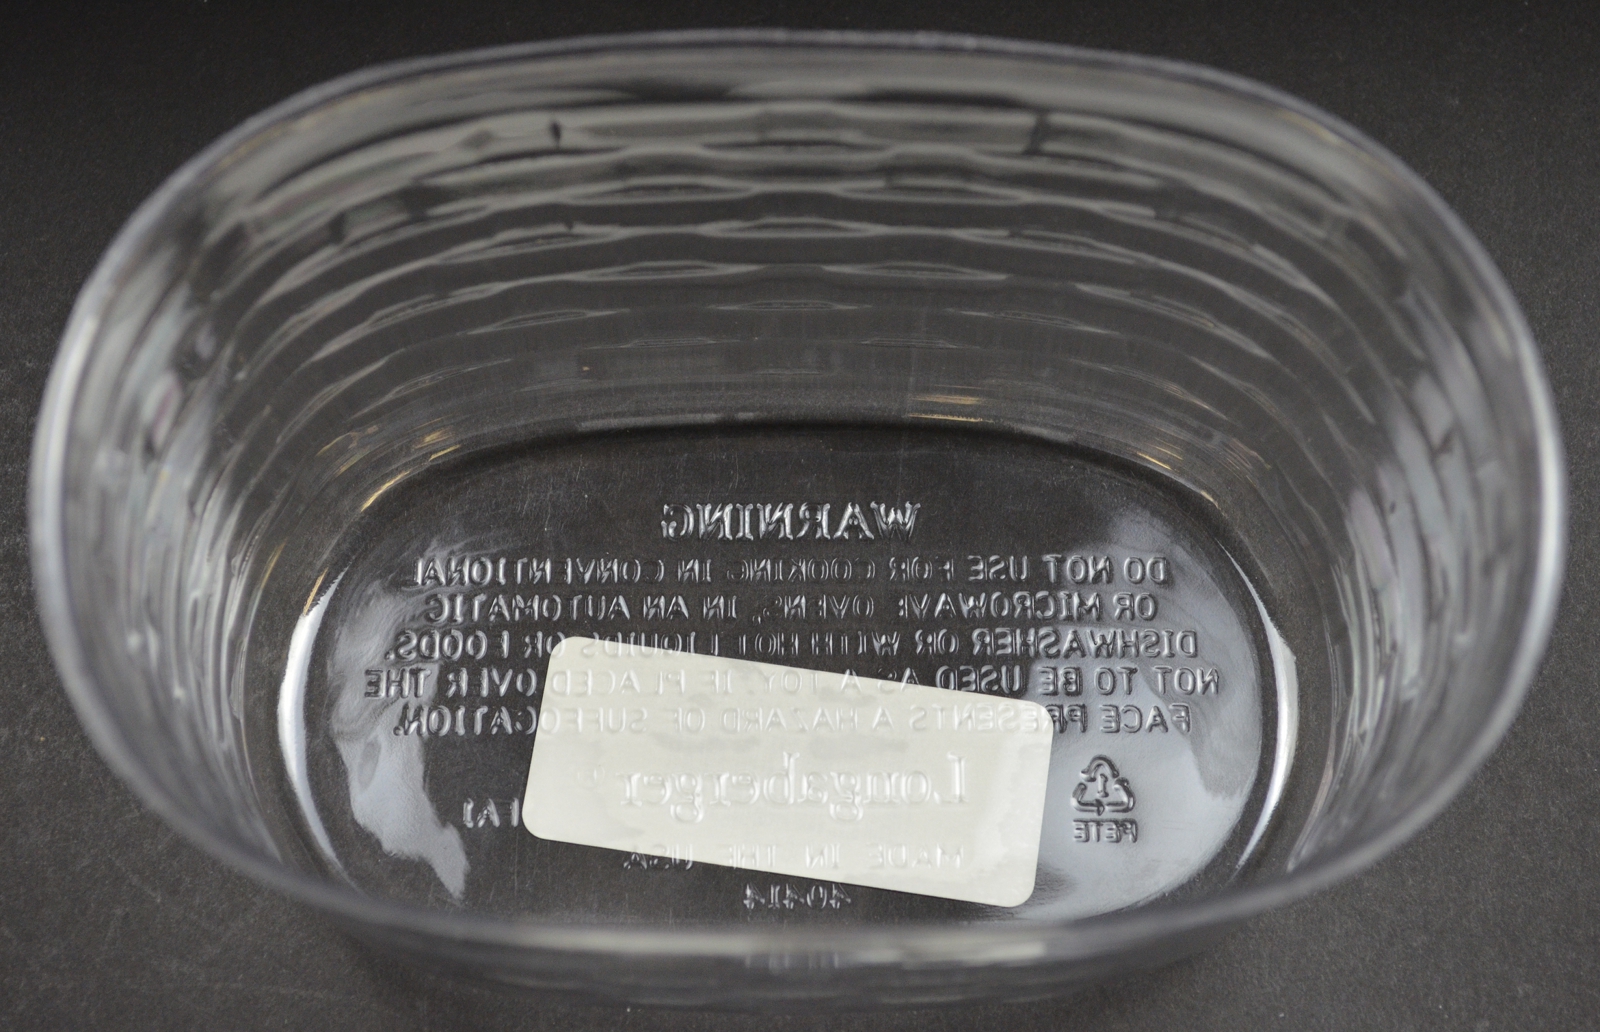 WARNING
DO NOT USE FOR COOKING IN CONVENTIONAL
OR MICROWAVE OVENS, IN AN AUTOMATIC
DISHWASHER OR WITH HOT LIQUIDS OR FOODS.
NOT TO BE USED AS A TOY. IF PLACED OVER THE
FACE PRESENTS A HAZARD OF SUFFOCATION.
Longaberger
PETE
MADE IN THE USA
40414